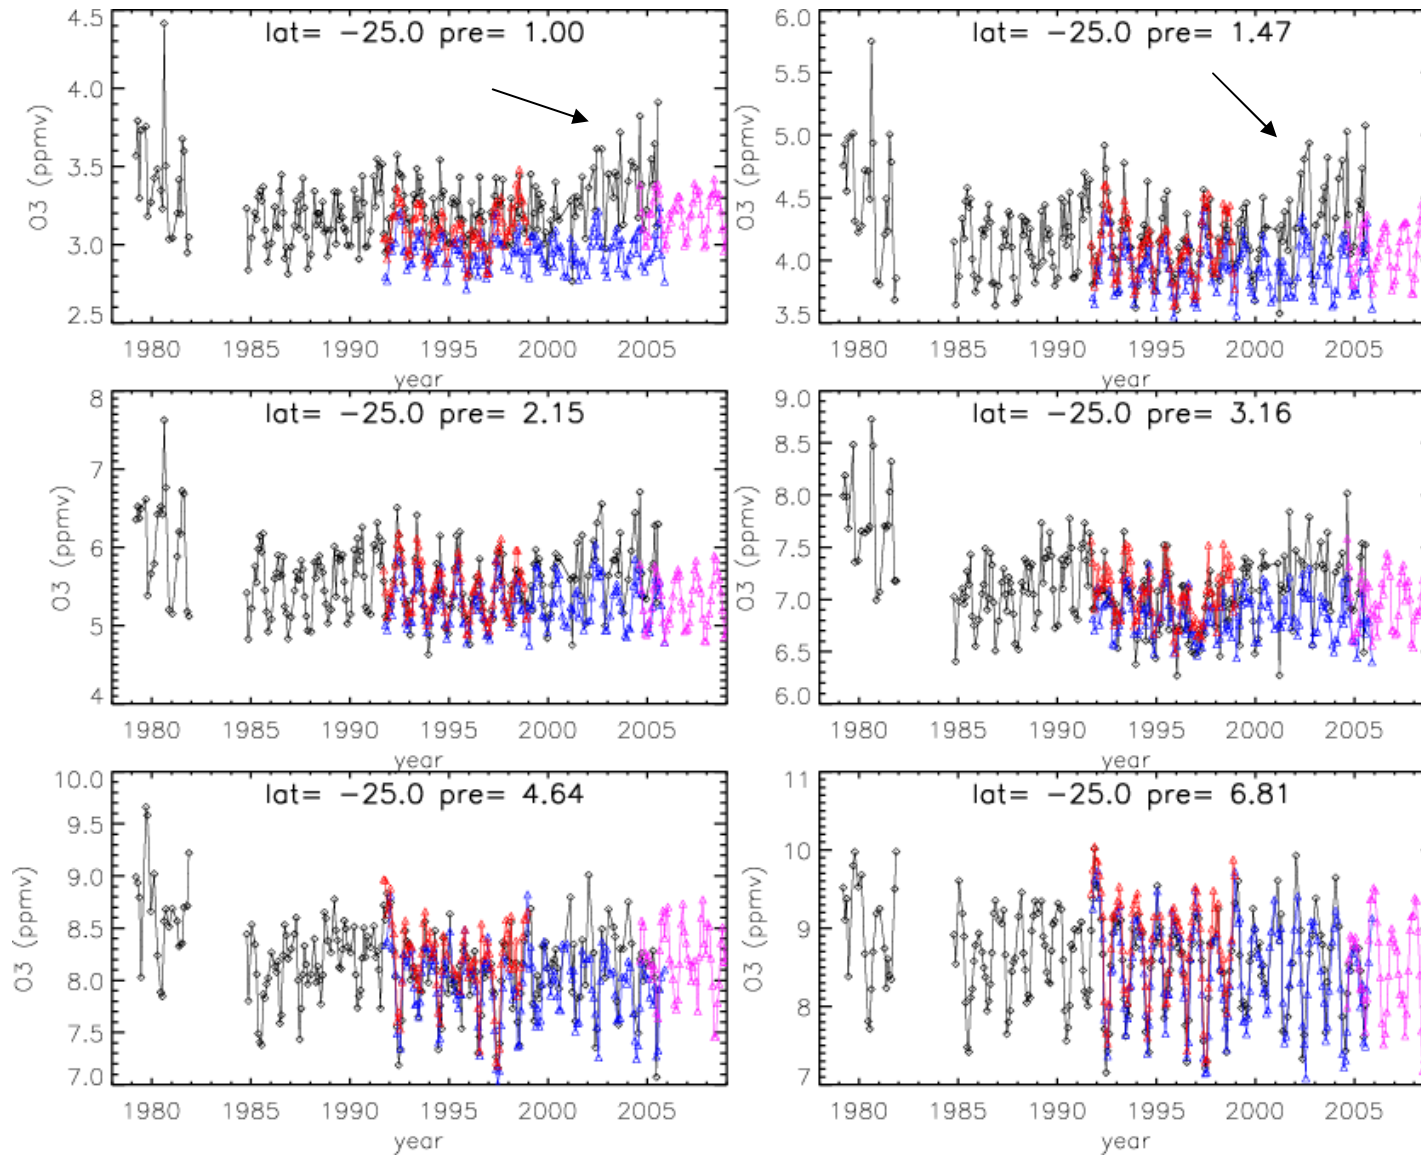 lat= −25.0 pre= 1.00
O3 (ppmv)
4.5
4.0
3.5
3.0
2.5
1980 1985 1990 1995 2000 2005
year
lat= −25.0 pre= 1.47
O3 (ppmv)
6.0
5.5
5.0
4.5
4.0
3.5
1980 1985 1990 1995 2000 2005
year
lat= −25.0 pre= 2.15
O3 (ppmv)
8
7
6
5
4
1980 1985 1990 1995 2000 2005
year
lat= −25.0 pre= 3.16
O3 (ppmv)
9.0
8.5
8.0
7.5
7.0
6.5
6.0
1980 1985 1990 1995 2000 2005
year
lat= −25.0 pre= 4.64
O3 (ppmv)
10.0
9.0
8.5
8.0
7.5
7.0
1980 1985 1990 1995 2000 2005
year
lat= −25.0 pre= 6.81
O3 (ppmv)
11
10
9
8
7
1980 1985 1990 1995 2000 2005
year